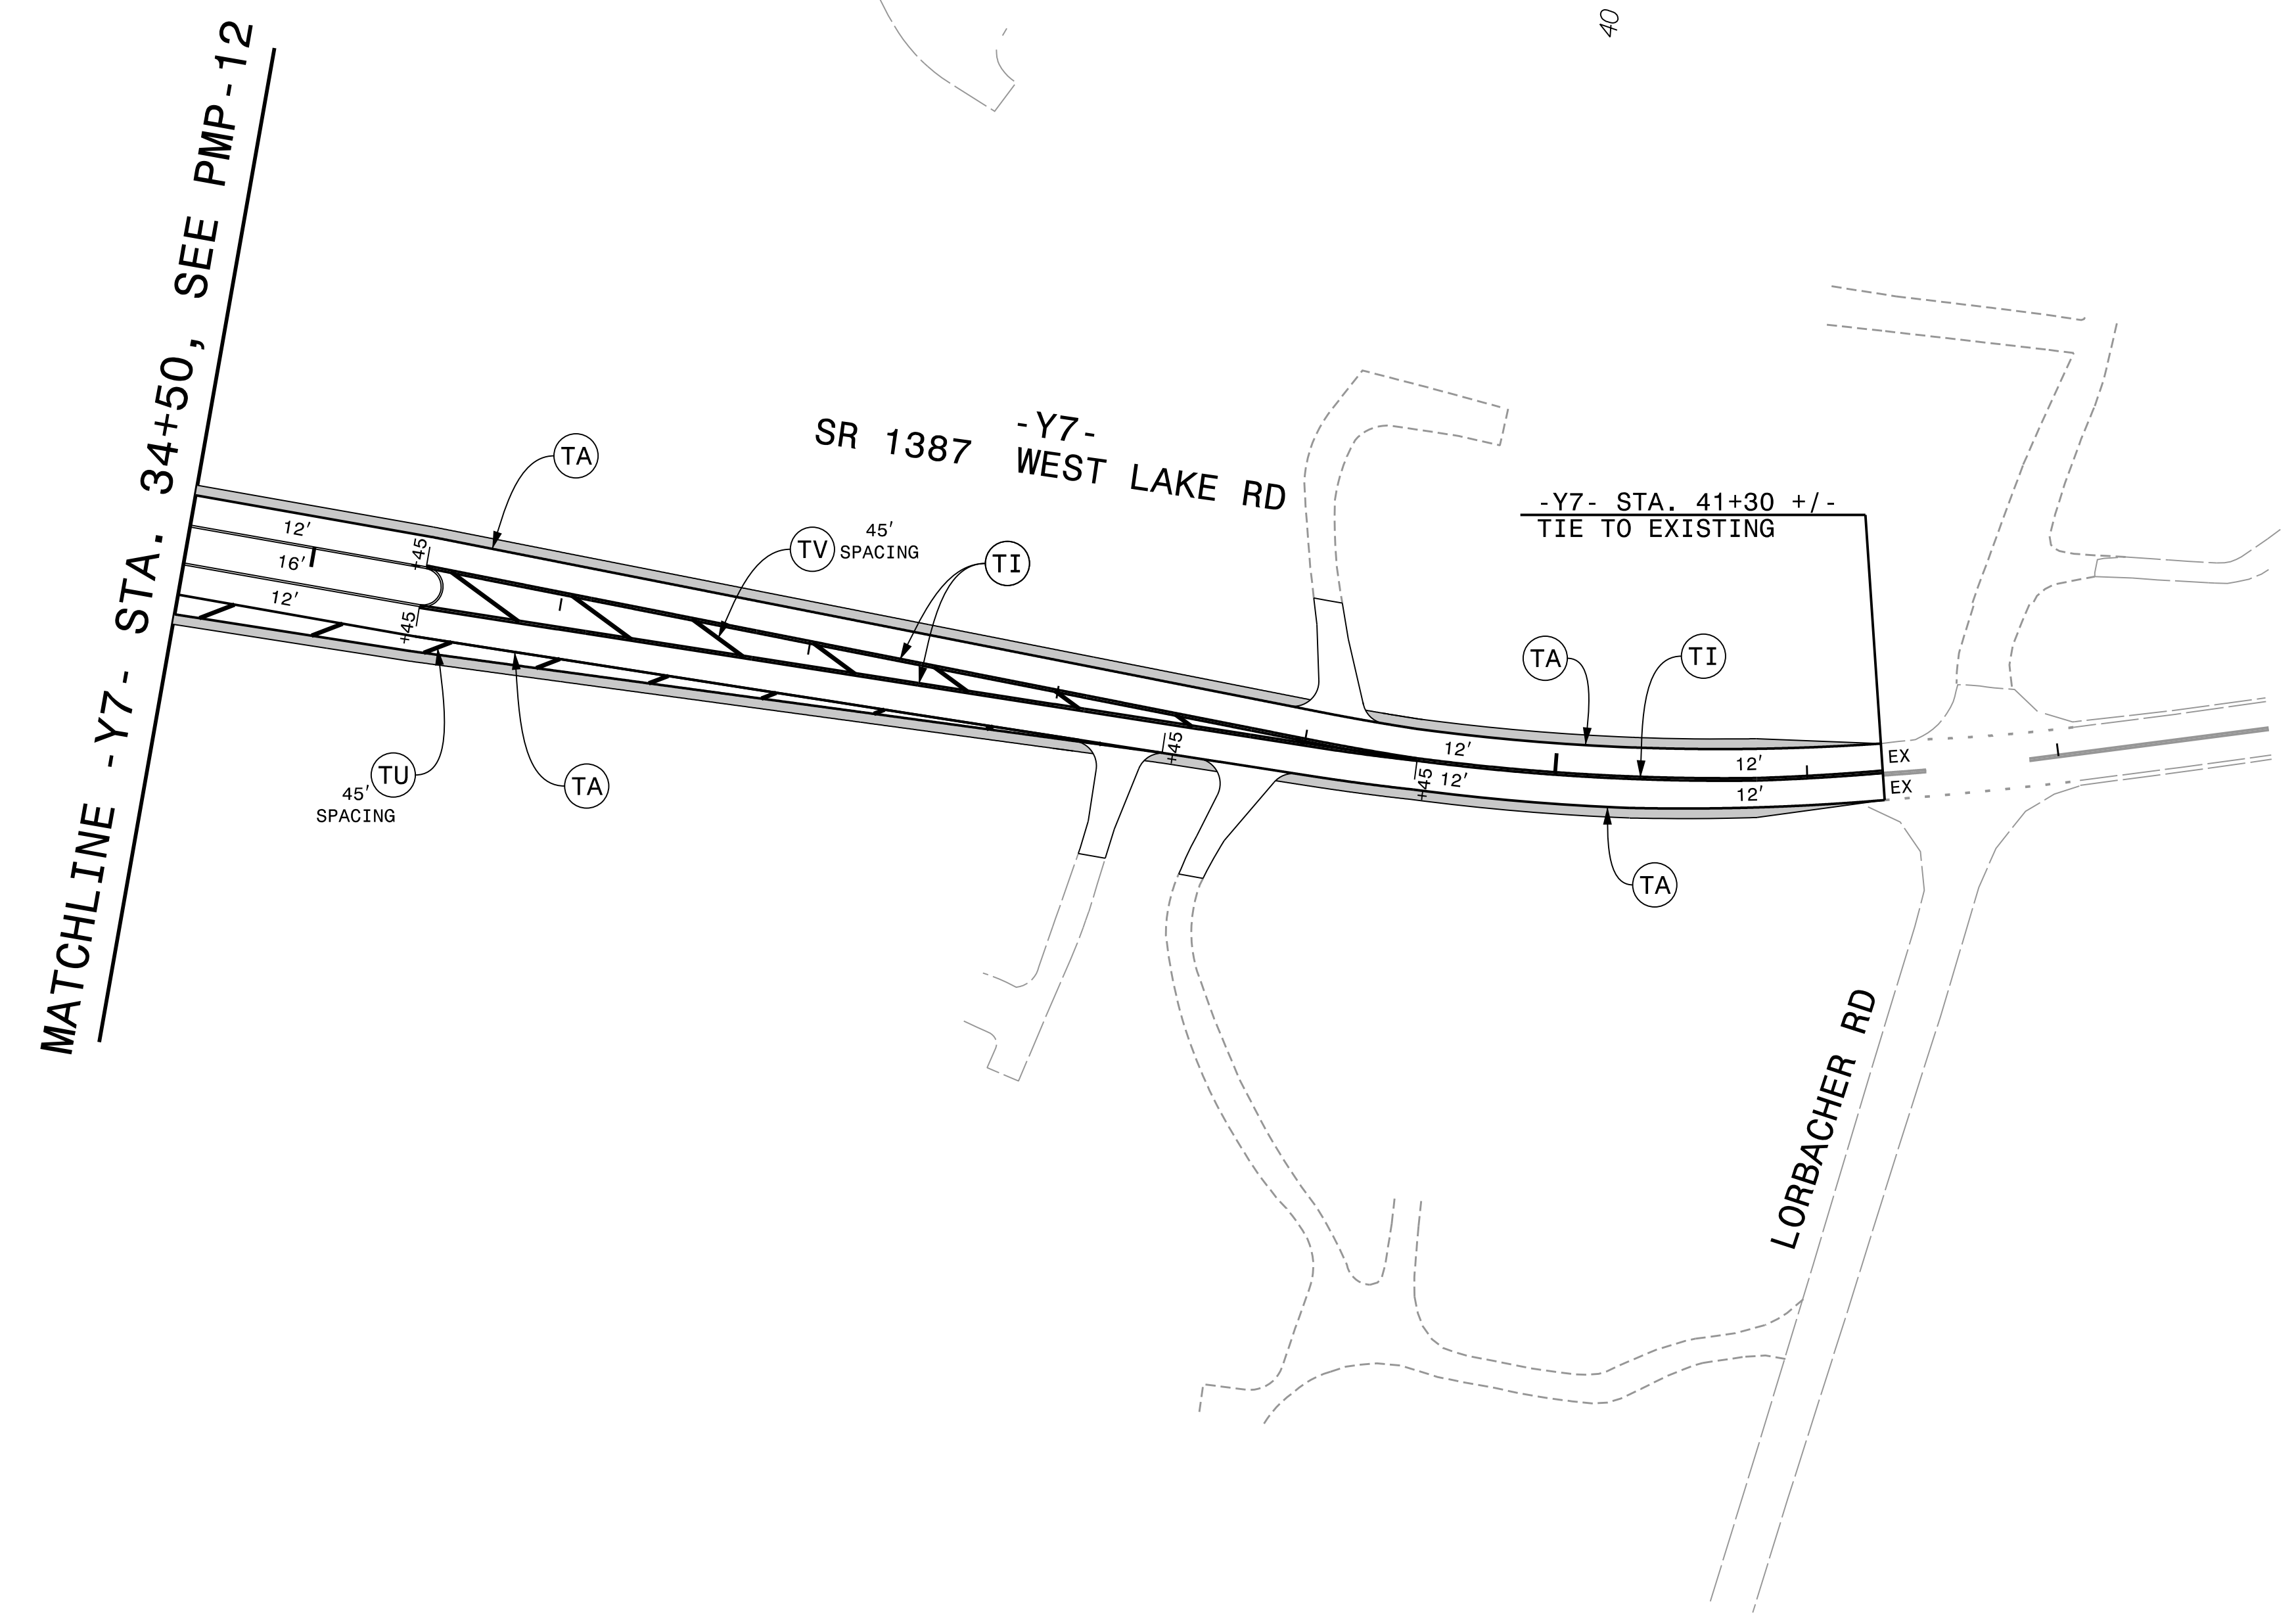 40
MATCHLINE -Y7- STA. 34+50, SEE PMP-12
-Y7-
SR 1387 WEST LAKE RD
TA
-Y7- STA. 41+30 +/-
TIE TO EXISTING
12'
16'
12'
+45
+45
TV
45'
SPACING
TI
TA
TI
TU
45'
SPACING
TA
+45
+45
12'
12'
12'
12'
EX
EX
TA
LORBACHER RD